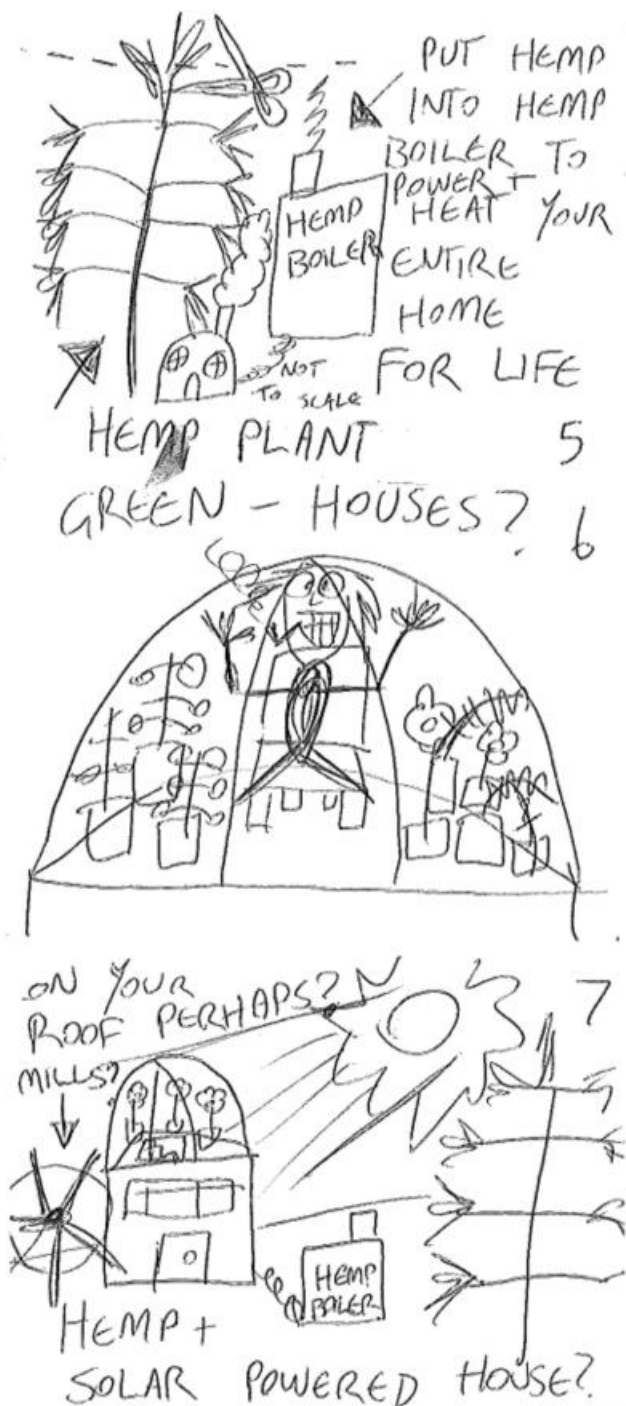 PUT HEMP
INTO HEMP
BOILER TO
POWER +
HEAT YOUR
ENTIRE
HOME
FOR LIFE
HEMP
BOILER
NOT
TO SCALE
HEMP PLANT
5
GREEN - HOUSES?
6
ON YOUR
ROOF PERHAPS?
7
MILLS?
HEMP
BOILER
HEMP +
SOLAR POWERED HOUSE?